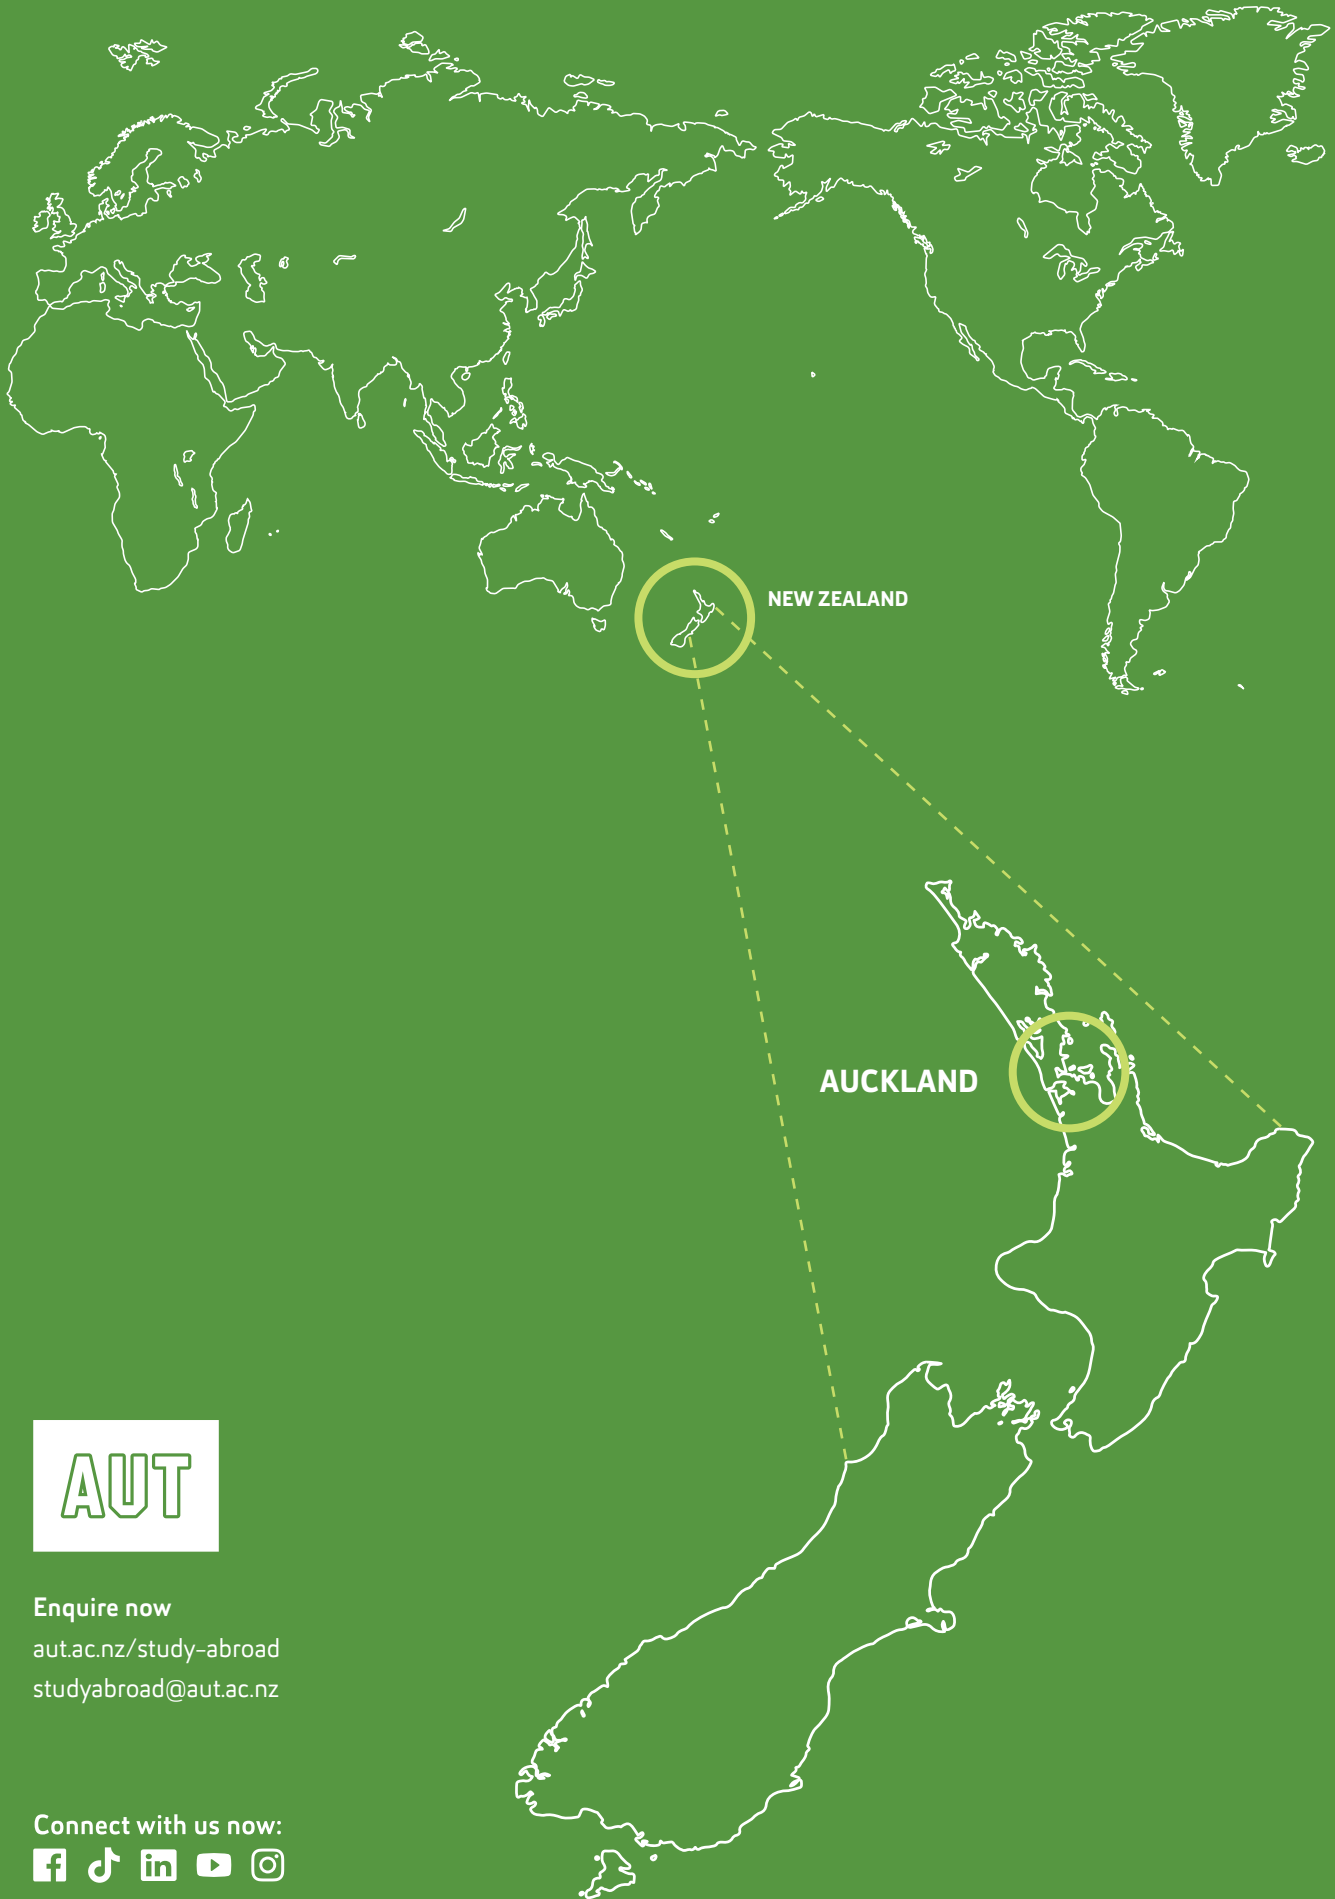 NEW ZEALAND
AUCKLAND
AUT
Enquire now
aut.ac.nz/study-abroad
studyabroad@aut.ac.nz
Connect with us now: